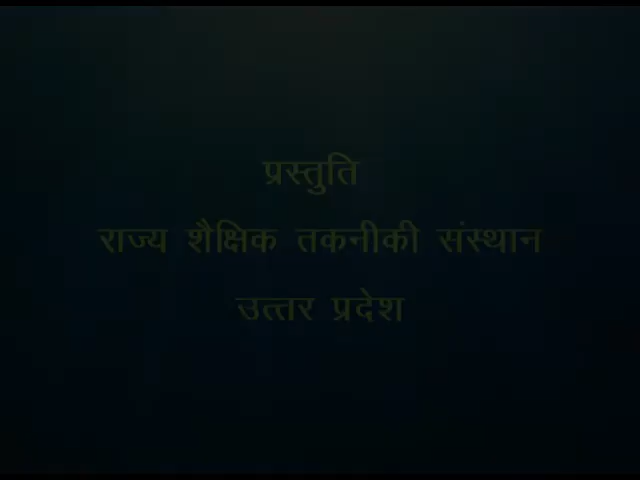 प्रस्तुति
राज्य शैक्षिक तकनीकी संस्थान
उत्तर प्रदेश